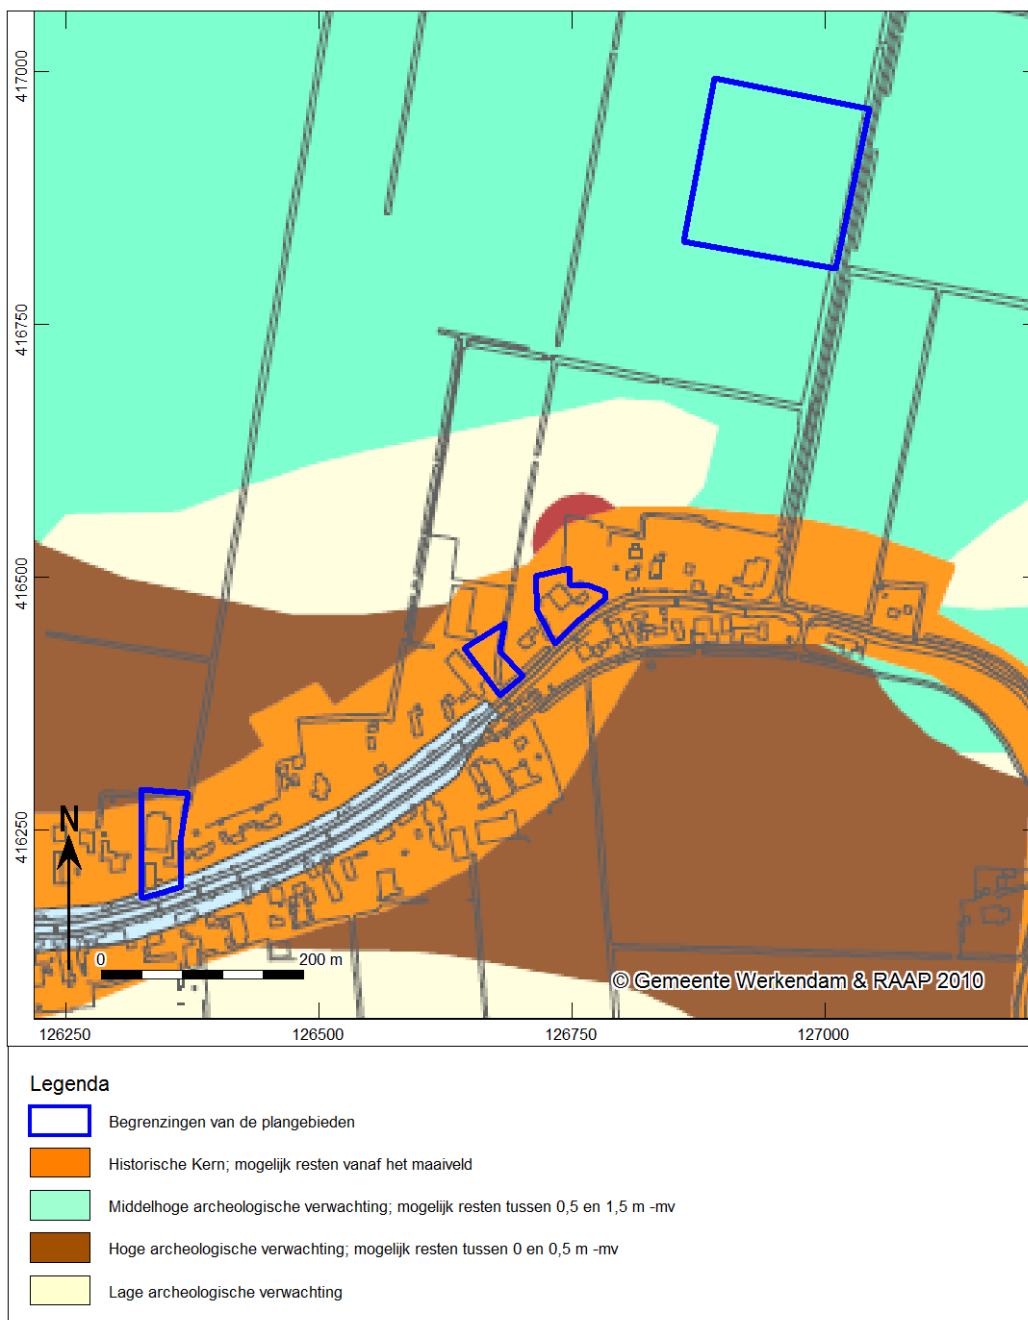 417000
416750
416500
416250
N
0
200 m
© Gemeente Werkendam & RAAP 2010
126250
126500
126750
127000
Legenda
Begrenzingen van de plangebieden
Historische Kern; mogelijk resten vanaf het maaiveld
Middelhoge archeologische verwachting; mogelijk resten tussen 0,5 en 1,5 m -mv
Hoge archeologische verwachting; mogelijk resten tussen 0 en 0,5 m -mv
Lage archeologische verwachting